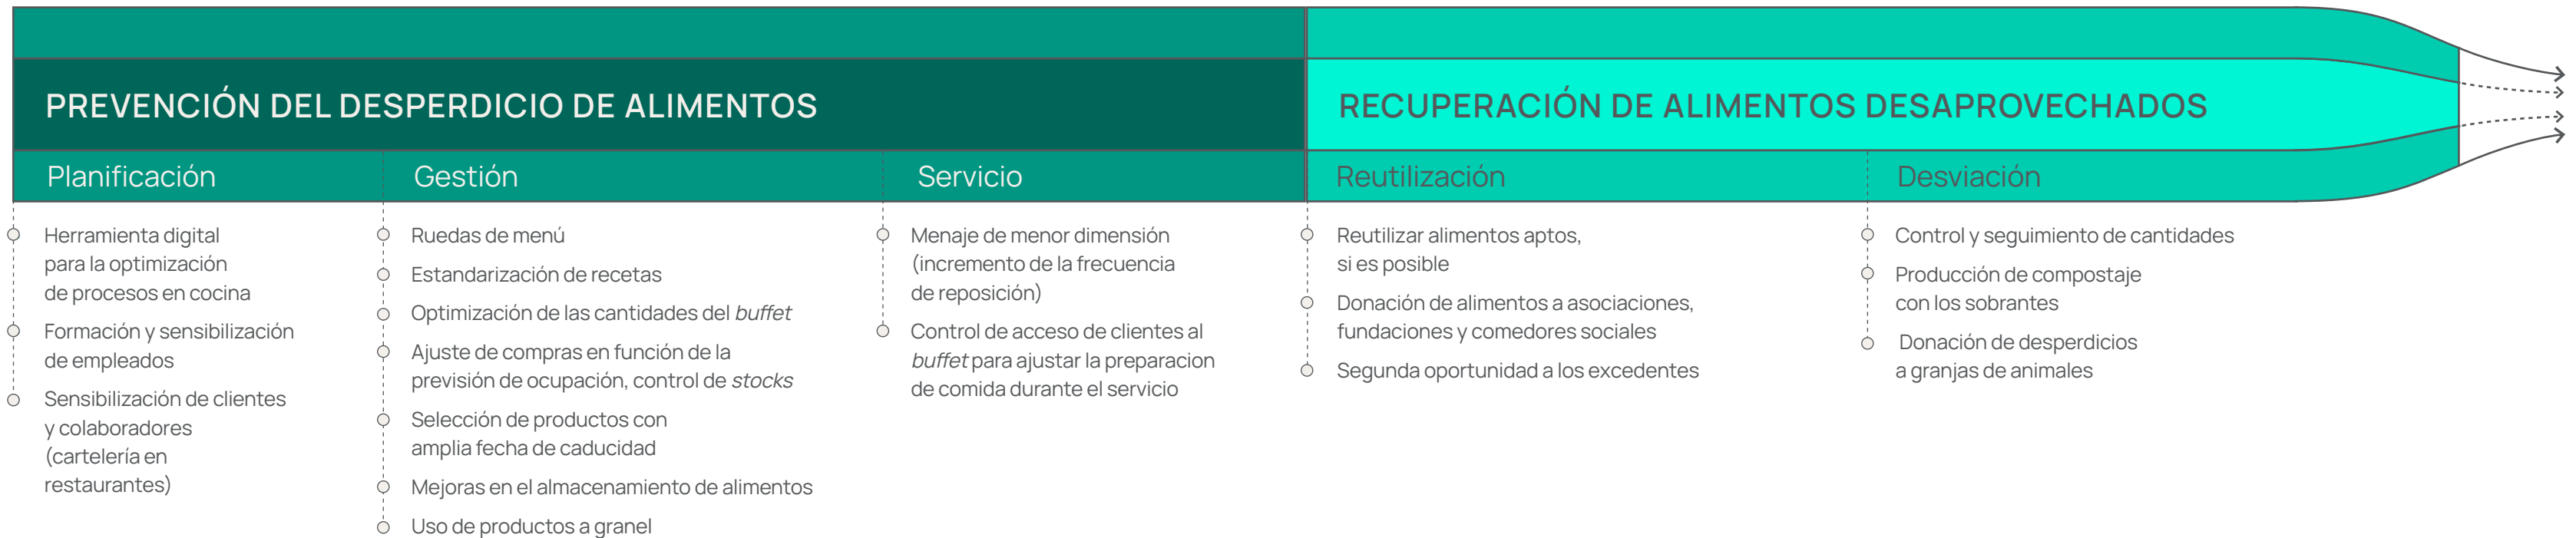 PREVENCIÓN DEL DESPERDICIO DE ALIMENTOS
RECUPERACIÓN DE ALIMENTOS DESAPROVECHADOS
Planificación
Herramienta digital
para la optimización
de procesos en cocina
Formación y sensibilización
de empleados
Sensibilización de clientes
y colaboradores
(cartelería en
restaurantes)
Gestión
Ruedas de menú
Estandarización de recetas
Optimización de las cantidades del buffet
Ajuste de compras en función de la
previsión de ocupación, control de stocks
Selección de productos con
amplia fecha de caducidad
Mejoras en el almacenamiento de alimentos
Uso de productos a granel
Servicio
Menaje de menor dimensión
(incremento de la frecuencia
de reposición)
Control de acceso de clientes al
buffet para ajustar la preparacion
de comida durante el servicio
Reutilización
Reutilizar alimentos aptos,
si es posible
Donación de alimentos a asociaciones,
fundaciones y comedores sociales
Segunda oportunidad a los excedentes
Desviación
Control y seguimiento de cantidades
Producción de compostaje
con los sobrantes
Donación de desperdicios
a granjas de animales